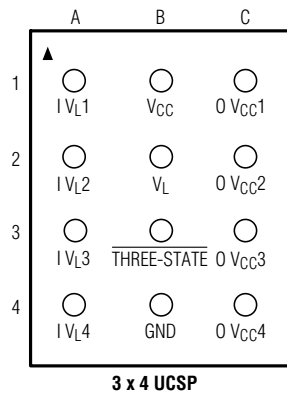 A B C
1
I VL1 VCC O VCC1
2
I VL2 VL O VCC2
3
I VL3 THREE-STATE O VCC3
4
I VL4 GND O VCC4
3 x 4 UCSP